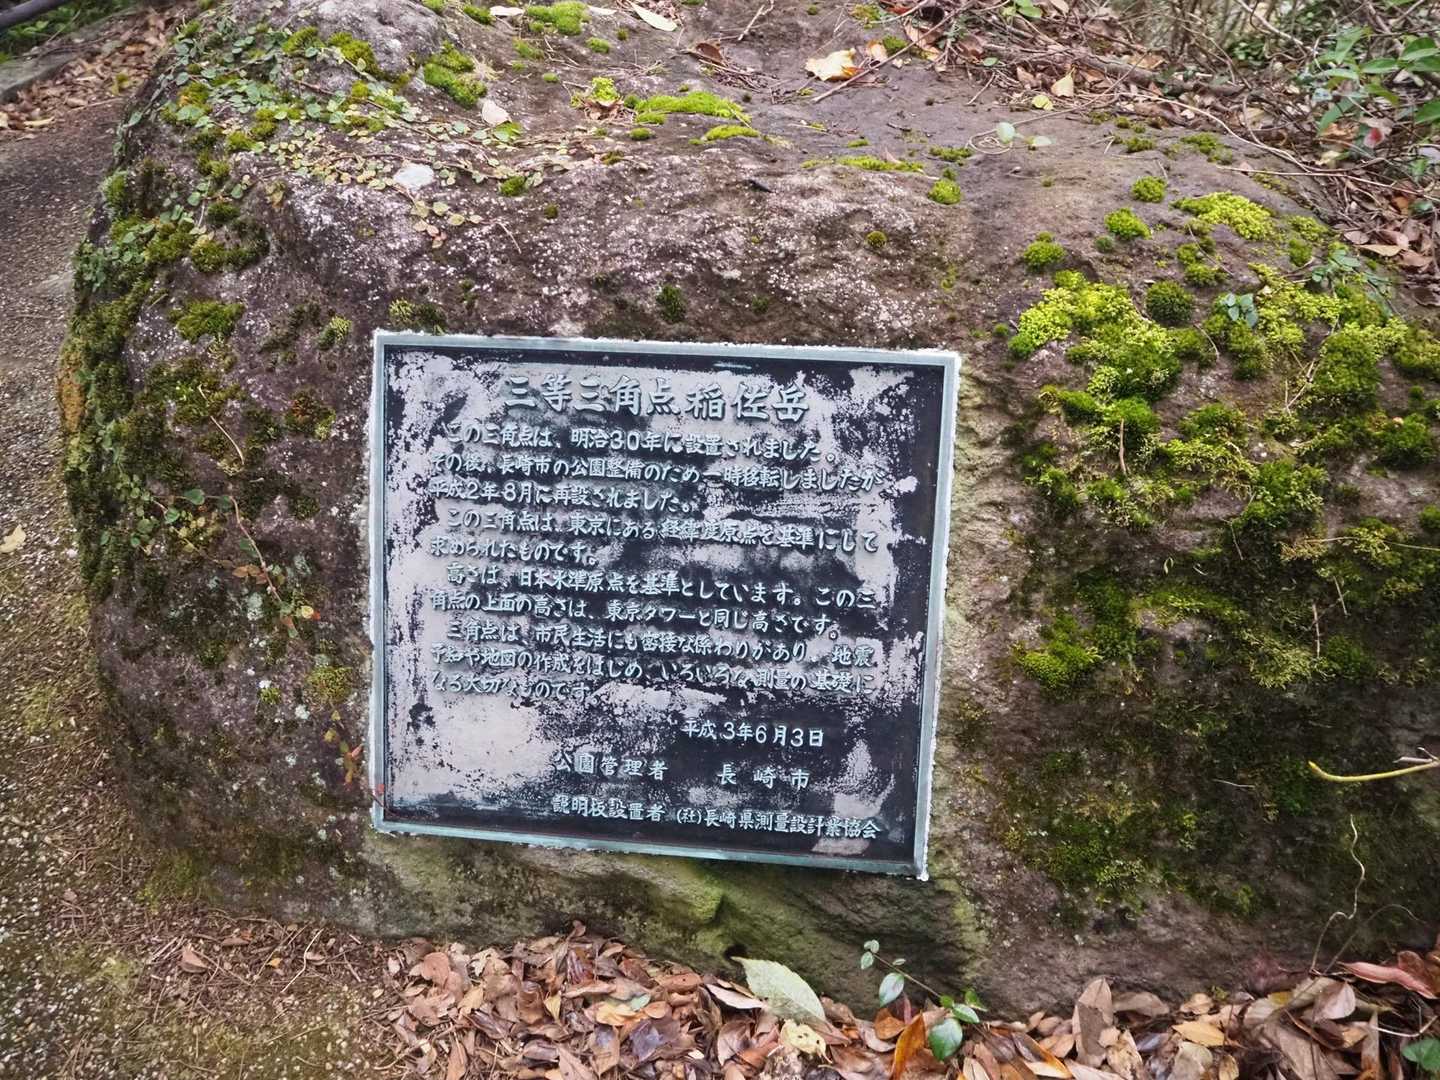 三等三角点 稲佐岳
この三角点は、明治30年に設置されました。
その後、長崎市の公園整備のため一時移転しましたが
平成2年8月に再設されました。
この三角点は、東京にある経緯度原点を基準にして
求められたものです。
高さは、日本水準原点を基準としています。この三
角点の上面の高さは、東京タワーと同じ高さです。
三角点は、市民生活にも密接な係わりがあり、地震
予知や地図の作成をはじめ、いろいろな測量の基礎に
なる大切なものです
平成3年6月3日
公園管理者 長崎市
説明板設置者 (社)長崎県測量設計業協会